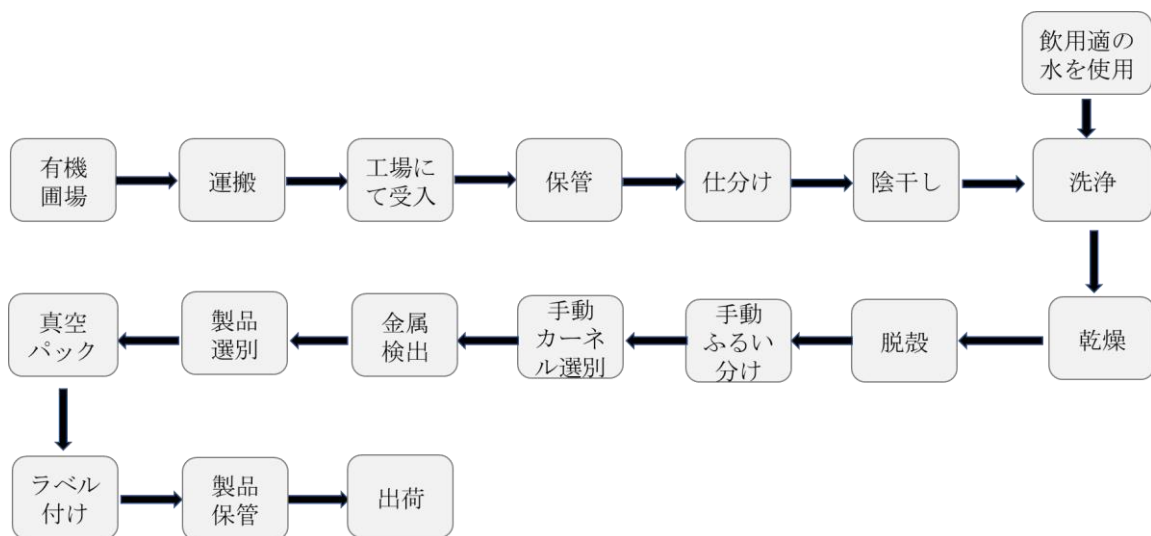 飲用適の
水を使用
有機
圃場
運搬
工場に
て受入
保管
仕分け
陰干し
洗浄
乾燥
脱殻
手動
ふるい
分け
手動
カーネ
ル選別
金属
検出
製品
選別
真空
パック
ラベル
付け
製品
保管
出荷